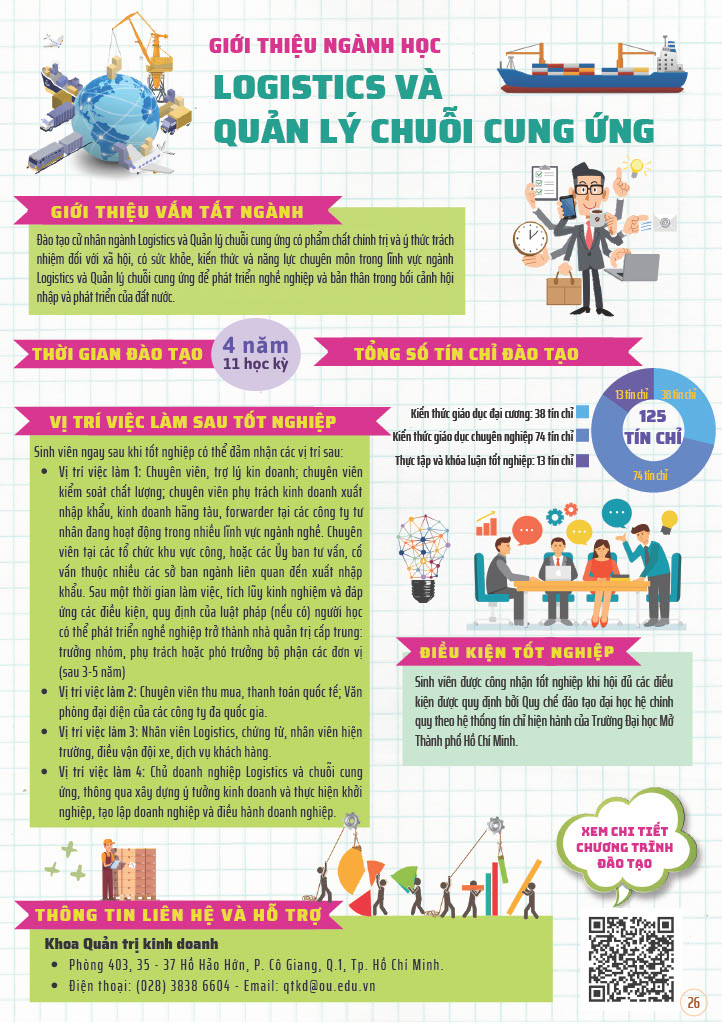 GIỚI THIỆU NGÀNH HỌC
LOGISTICS VÀ
QUẢN LÝ CHUỖI CUNG ỨNG
GIỚI THIỆU VẮN TẮT NGÀNH
Đào tạo cử nhân ngành Logistics và Quản lý chuỗi cung ứng có phẩm chất chính trị và ý thức trách
nhiệm đối với xã hội, có sức khỏe, kiến thức và năng lực chuyên môn trong lĩnh vực ngành
Logistics và Quản lý chuỗi cung ứng để phát triển nghề nghiệp và bản thân trong bối cảnh hội
nhập và phát triển của đất nước.
THỜI GIAN ĐÀO TẠO
4 năm
11 học kỳ
TỔNG SỐ TÍN CHỈ ĐÀO TẠO
Kiến thức giáo dục đại cương: 38 tín chỉ
Kiến thức giáo dục chuyên nghiệp 74 tín chỉ
Thực tập và khóa luận tốt nghiệp: 13 tín chỉ
13 tín chỉ
38 tín chỉ
125
TÍN CHỈ
74 tín chỉ
VỊ TRÍ VIỆC LÀM SAU TỐT NGHIỆP
Sinh viên ngay sau khi tốt nghiệp có thể đảm nhận các vị trí sau:
• Vị trí việc làm 1: Chuyên viên, trợ lý kin doanh; chuyên viên
kiểm soát chất lượng; chuyên viên phụ trách kinh doanh xuất
nhập khẩu, kinh doanh hãng tàu, forwarder tại các công ty tư
nhân đang hoạt động trong nhiều lĩnh vực ngành nghề. Chuyên
viên tại các tổ chức khu vực công, hoặc các Ủy ban tư vấn, cố
vấn thuộc nhiều các sở ban ngành liên quan đến xuất nhập
khẩu. Sau một thời gian làm việc, tích lũy kinh nghiệm và đáp
ứng các điều kiện, quy định của luật pháp (nếu có) người học
có thể phát triển nghề nghiệp trở thành nhà quản trị cấp trung:
trưởng nhóm, phụ trách hoặc phó trưởng bộ phận các đơn vị
(sau 3-5 năm)
• Vị trí việc làm 2: Chuyên viên thu mua, thanh toán quốc tế; Văn
phòng đại diện của các công ty đa quốc gia.
• Vị trí việc làm 3: Nhân viên Logistics, chứng từ, nhân viên hiện
trường, điều vận đội xe, dịch vụ khách hàng.
• Vị trí việc làm 4: Chủ doanh nghiệp Logistics và chuỗi cung
ứng, thông qua xây dựng ý tưởng kinh doanh và thực hiện khởi
nghiệp, tạo lập doanh nghiệp và điều hành doanh nghiệp.
ĐIỀU KIỆN TỐT NGHIỆP
Sinh viên được công nhận tốt nghiệp khi hội đủ các điều
kiện được quy định bởi Quy chế đào tạo đại học hệ chính
quy theo hệ thống tín chỉ hiện hành của Trường Đại học Mở
Thành phố Hồ Chí Minh.
XEM CHI TIẾT
CHƯƠNG TRÌNH
ĐÀO TẠO
THÔNG TIN LIÊN HỆ VÀ HỖ TRỢ
Khoa Quản trị kinh doanh
• Phòng 403, 35 - 37 Hồ Hảo Hớn, P. Cô Giang, Q.1, Tp. Hồ Chí Minh.
• Điện thoại: (028) 3838 6604 - Email: qtkd@ou.edu.vn
26